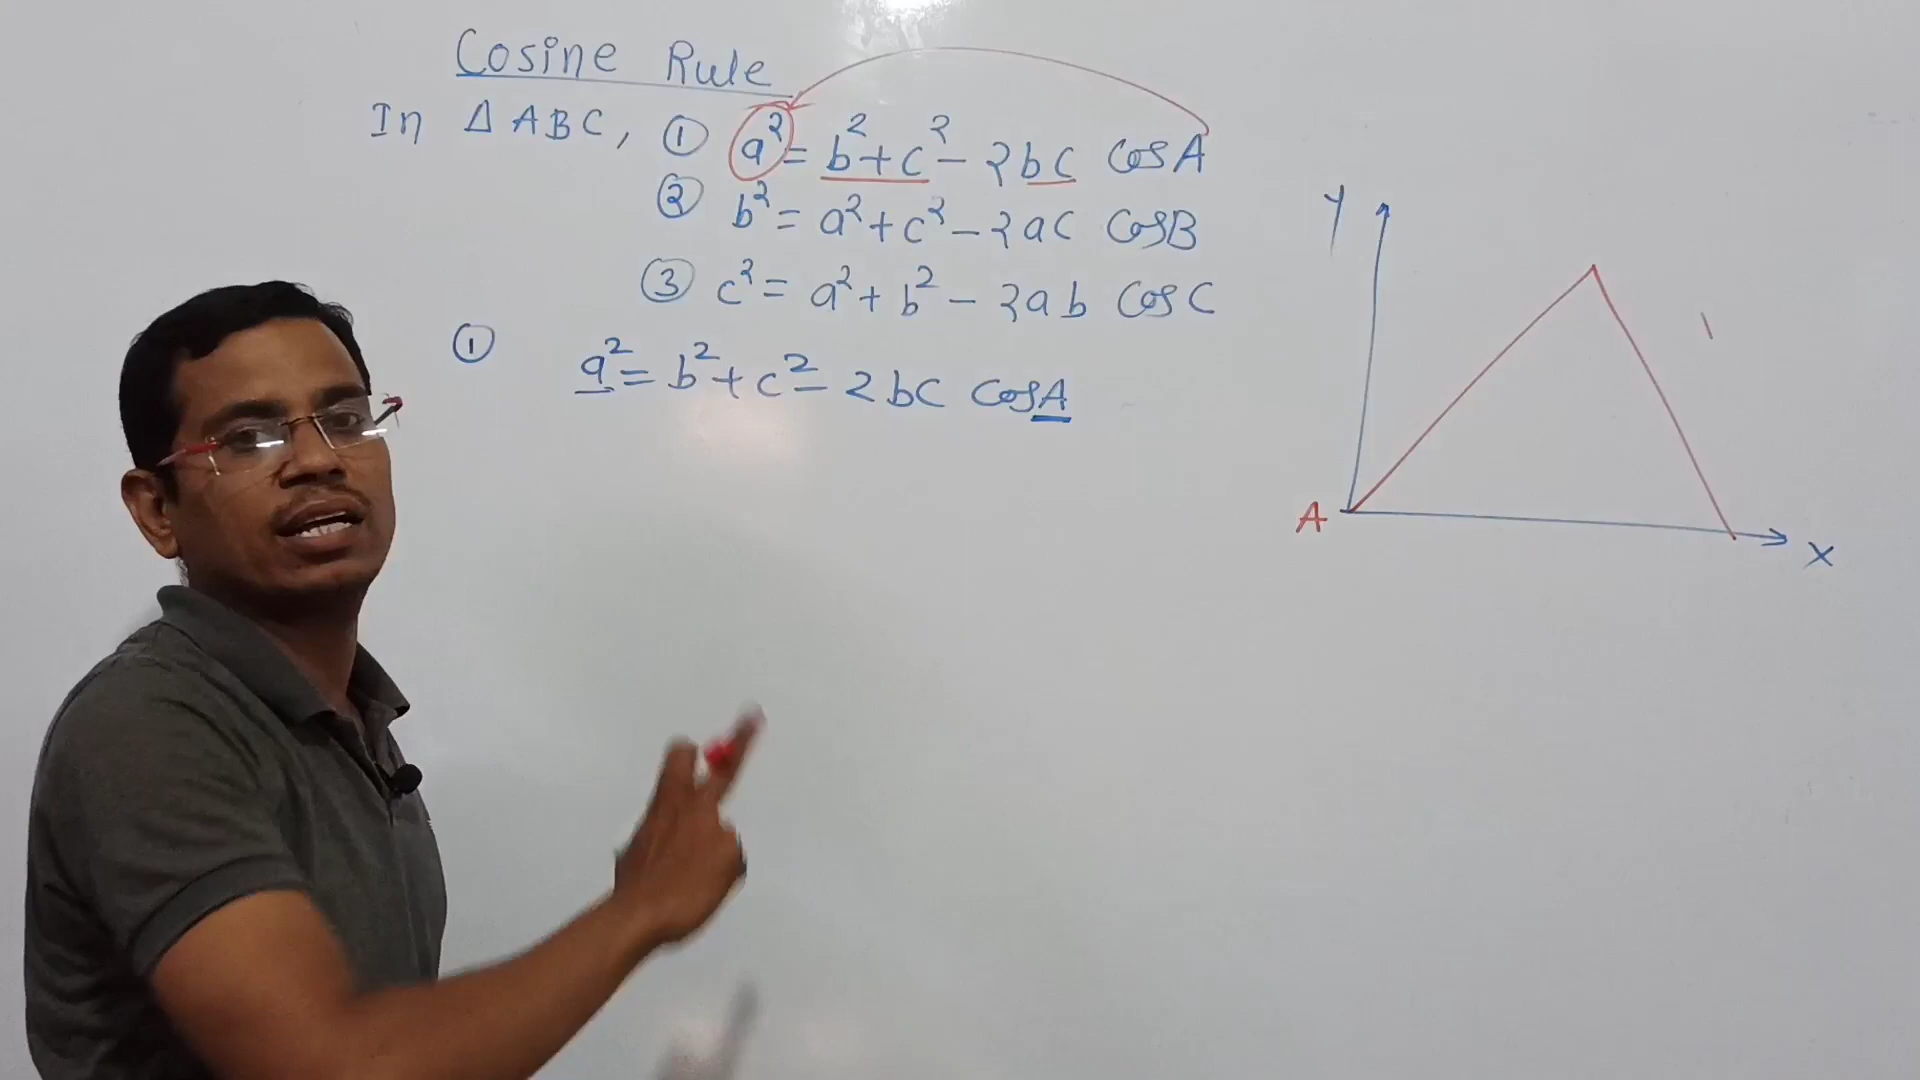 Cosine Rule
In Δ ABC, ① a² = b² + c² - 2bc cosA
② b² = a² + c² - 2ac cosB
③ c² = a² + b² - 2ab cosC
① a² = b² + c² - 2bc cosA
Y
A
X